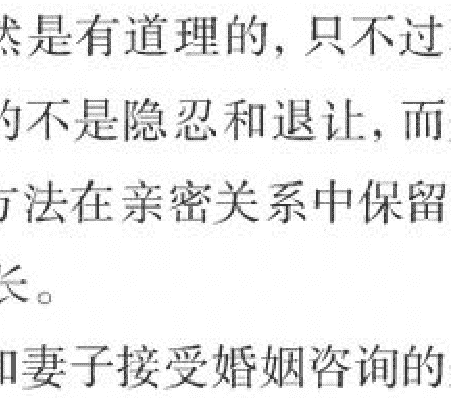 然是有道理的，只不过
的不是隐忍和退让，而
方法在亲密关系中保留
长。
和妻子接受婚姻咨询的